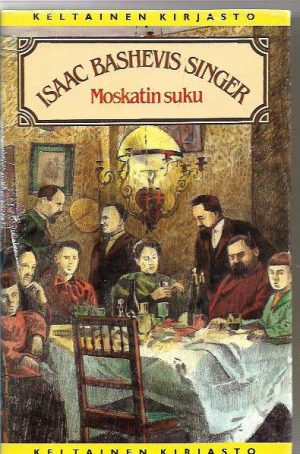 KELTAINEN KIRJASTO
ISAAC BASHEVIS SINGER
Moskatin suku
KELTAINEN KIRJASTO